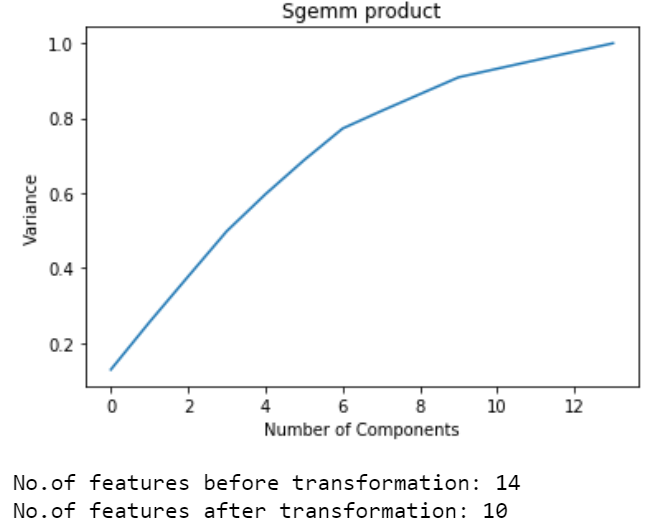 Sgemm product
1.0
0.8
0.6
0.4
0.2
Variance
0 2 4 6 8 10 12
Number of Components
No.of features before transformation: 14
No.of features after transformation: 10